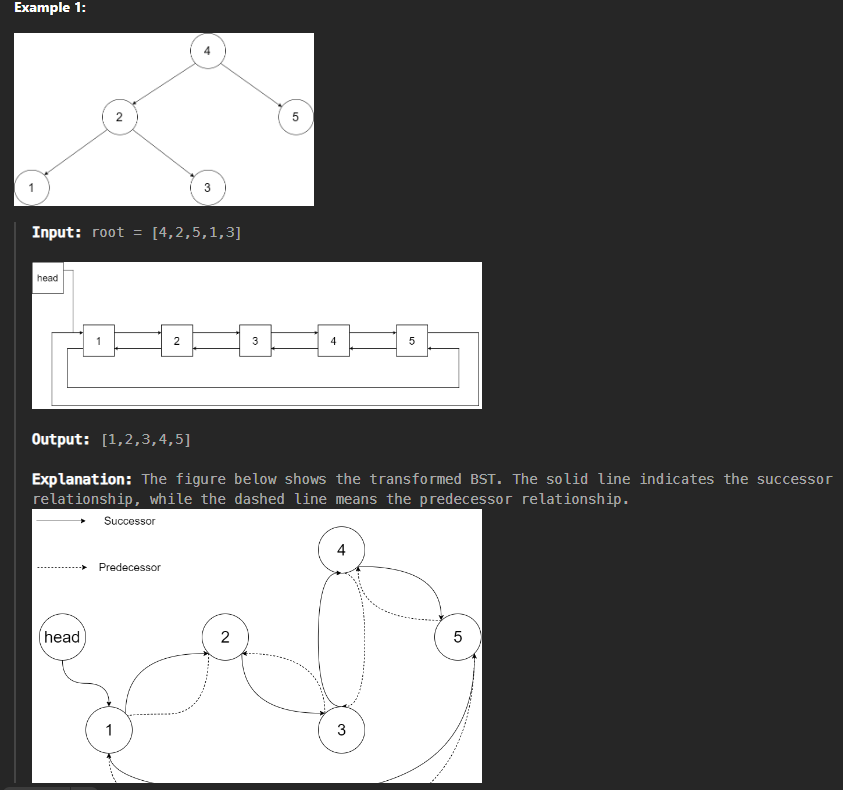 Example 1:
4
2
5
1
3
Input: root = [4,2,5,1,3]
head
1 2 3 4 5
Output: [1,2,3,4,5]
Explanation: The figure below shows the transformed BST. The solid line indicates the successor
relationship, while the dashed line means the predecessor relationship.
Successor
4
Predecessor
head
2
5
1
3